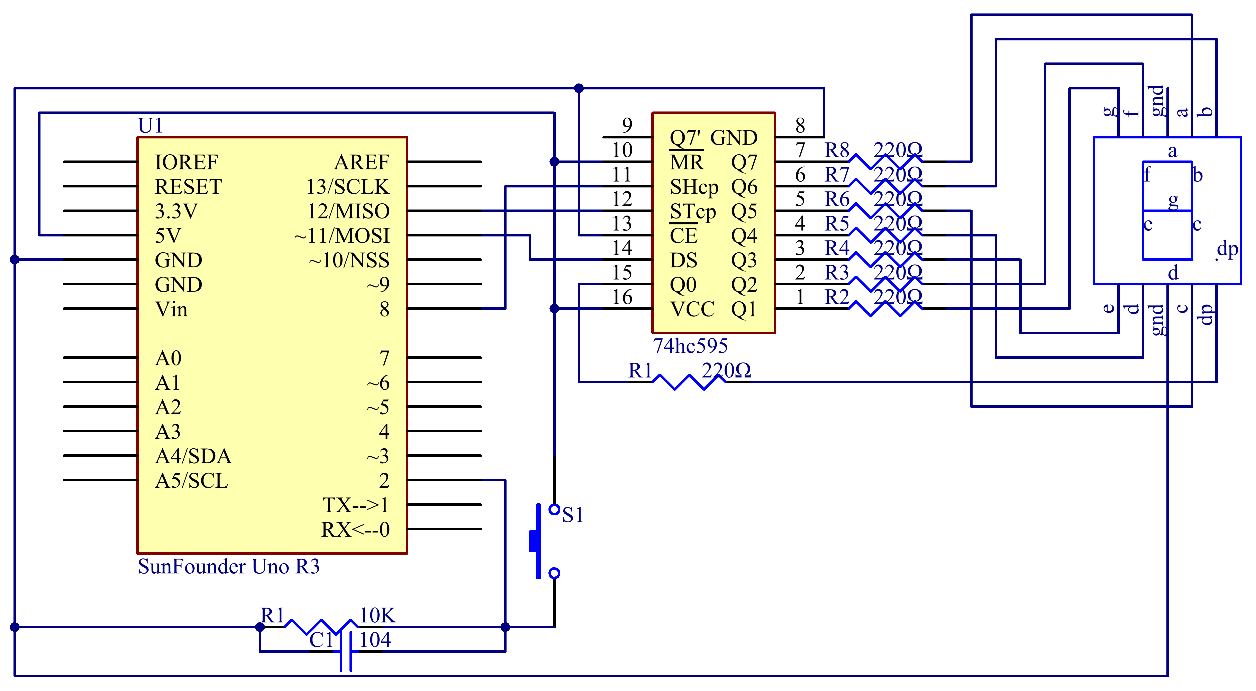 U1
IOREF AREF
RESET 13/SCLK
3.3V 12/MISO
5V ~11/MOSI
GND ~10/NSS
GND ~9
Vin 8
A0 7
A1 ~6
A2 ~5
A3 4
A4/SDA ~3
A5/SCL 2
TX-->1
RX<--0
SunFounder Uno R3
9 Q7' GND 8
10 MR Q7 7 R8 220Ω
11 SHcp Q6 6 R7 220Ω
12 STcp Q5 5 R6 220Ω
13 CE Q4 4 R5 220Ω
14 DS Q3 3 R4 220Ω
15 Q0 Q2 2 R3 220Ω
16 VCC Q1 1 R2 220Ω
74hc595
R1 220Ω
g f gnd a b
a
f b
g
e c
dp
d
e d gnd c dp
S1
R1 10K
C1 104